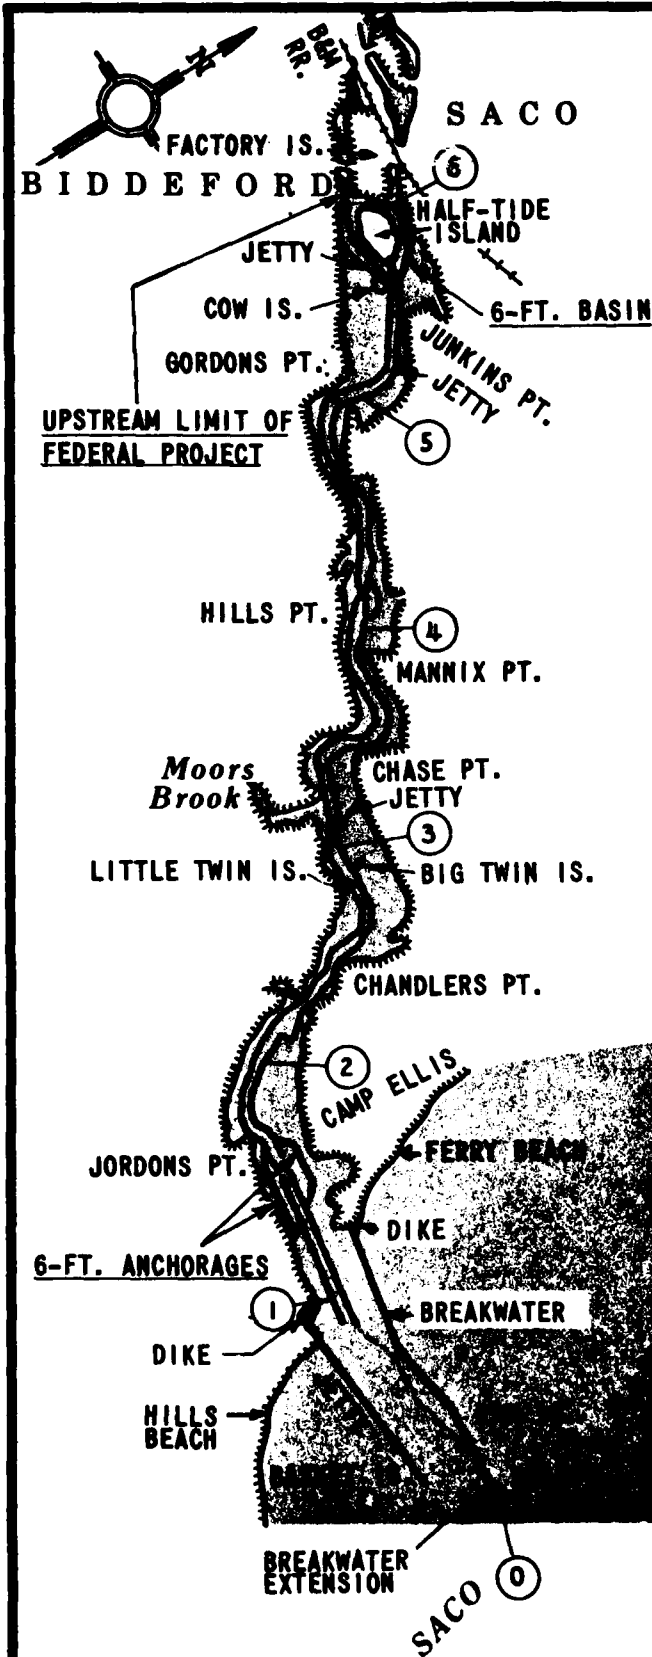 N
B&M
RR.
SACO
FACTORY IS.
6
BIDDEFORD
HALF-TIDE
ISLAND
JETTY
COW IS.
6-FT. BASIN
JUNKINS PT.
GORDONS PT.
JETTY
UPSTREAM LIMIT OF
FEDERAL PROJECT
5
HILLS PT.
4
MANNIX PT.
Moors
Brook
CHASE PT.
JETTY
3
LITTLE TWIN IS.
BIG TWIN IS.
CHANDLERS PT.
2
CAMP ELLIS
FERRY BEACH
JORDONS PT.
DIKE
6-FT. ANCHORAGES
1
BREAKWATER
DIKE
JETTY
HILLS
BEACH
BREAKWATER
EXTENSION
0
SACO